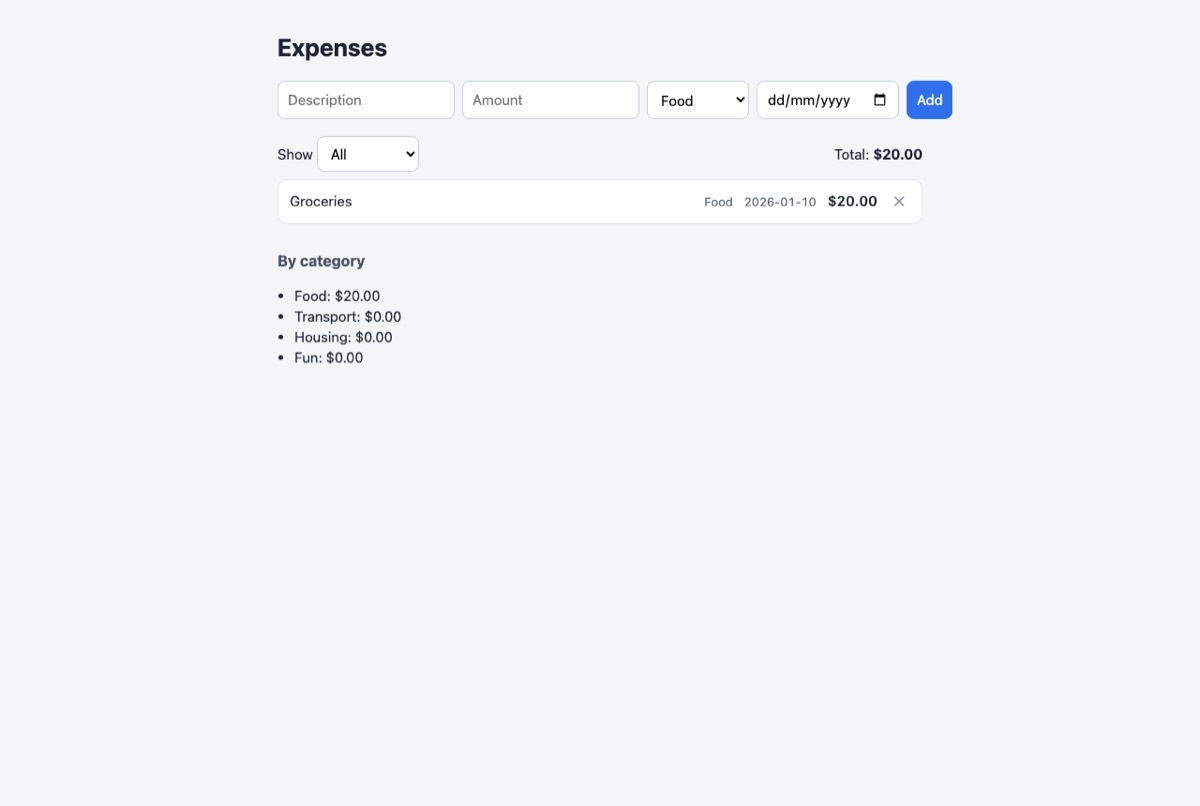 Expenses
Description Amount Food dd/mm/yyyy Add
Show All Total: $20.00
Groceries Food 2026-01-10 $20.00
By category
Food: $20.00
Transport: $0.00
Housing: $0.00
Fun: $0.00